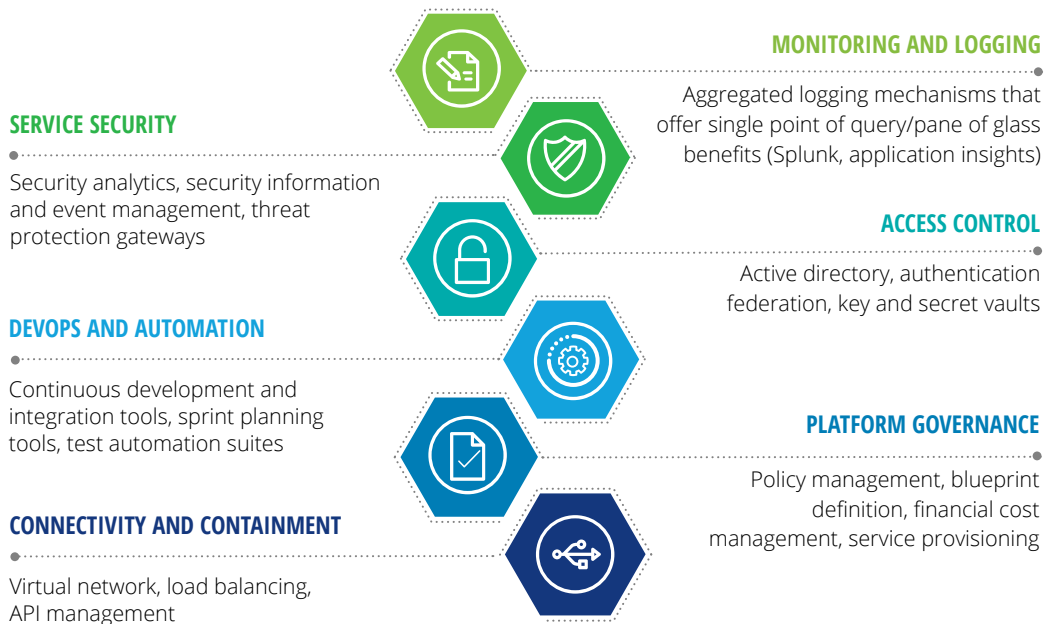 MONITORING AND LOGGING
Aggregated logging mechanisms that
offer single point of query/pane of glass
benefits (Splunk, application insights)
SERVICE SECURITY
Security analytics, security information
and event management, threat
protection gateways
ACCESS CONTROL
Active directory, authentication
federation, key and secret vaults
DEVOPS AND AUTOMATION
Continuous development and
integration tools, sprint planning
tools, test automation suites
PLATFORM GOVERNANCE
Policy management, blueprint
definition, financial cost
management, service provisioning
CONNECTIVITY AND CONTAINMENT
Virtual network, load balancing,
API management